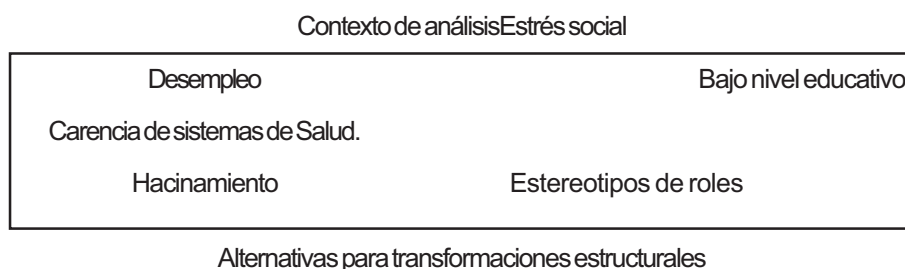 Contexto de análisisEstrés social
Desempleo Bajo nivel educativo
Carencia de sistemas de Salud.
Hacinamiento Estereotipos de roles
Alternativas para transformaciones estructurales